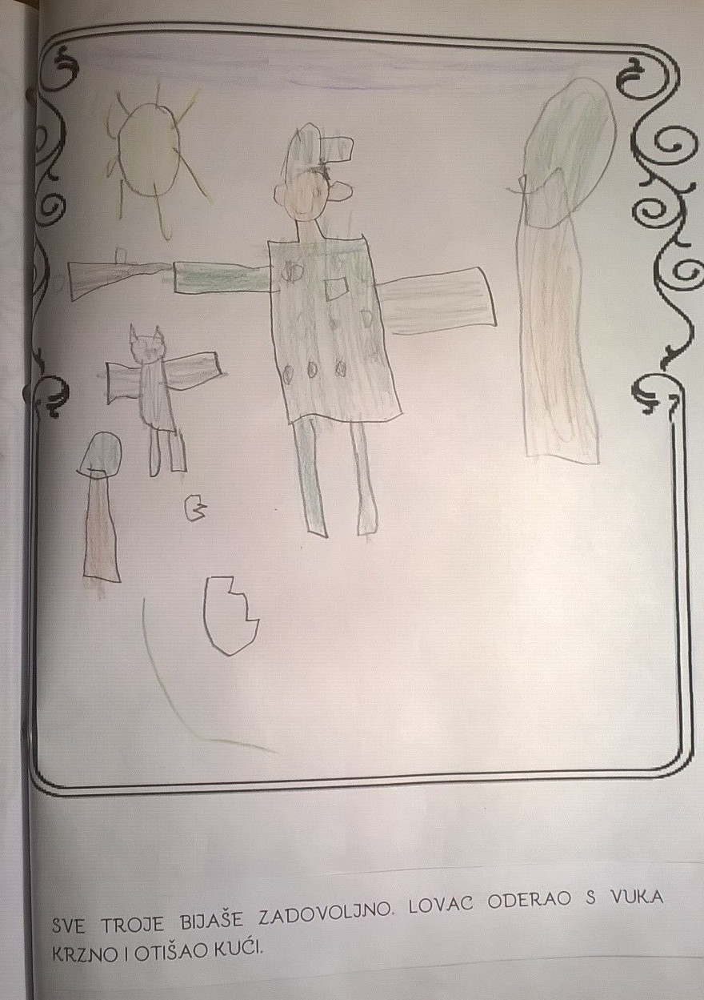 SVE TROJE BIJAŠE ZADOVOLJNO. LOVAC ODERAO S VUKA
KRZNO I OTIŠAO KUĆI.